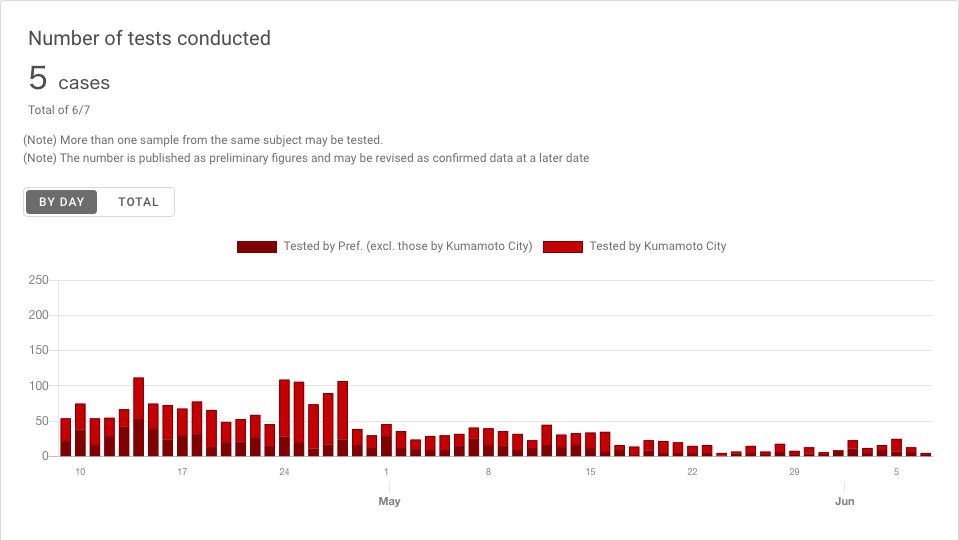 Number of tests conducted
5 cases
Total of 6/7
(Note) More than one sample from the same subject may be tested.
(Note) The number is published as preliminary figures and may be revised as confirmed data at a later date
BY DAY TOTAL
Tested by Pref. (excl. those by Kumamoto City) Tested by Kumamoto City
250
200
150
100
50
0
10 17 24 1 8 15 22 29 5
May Jun